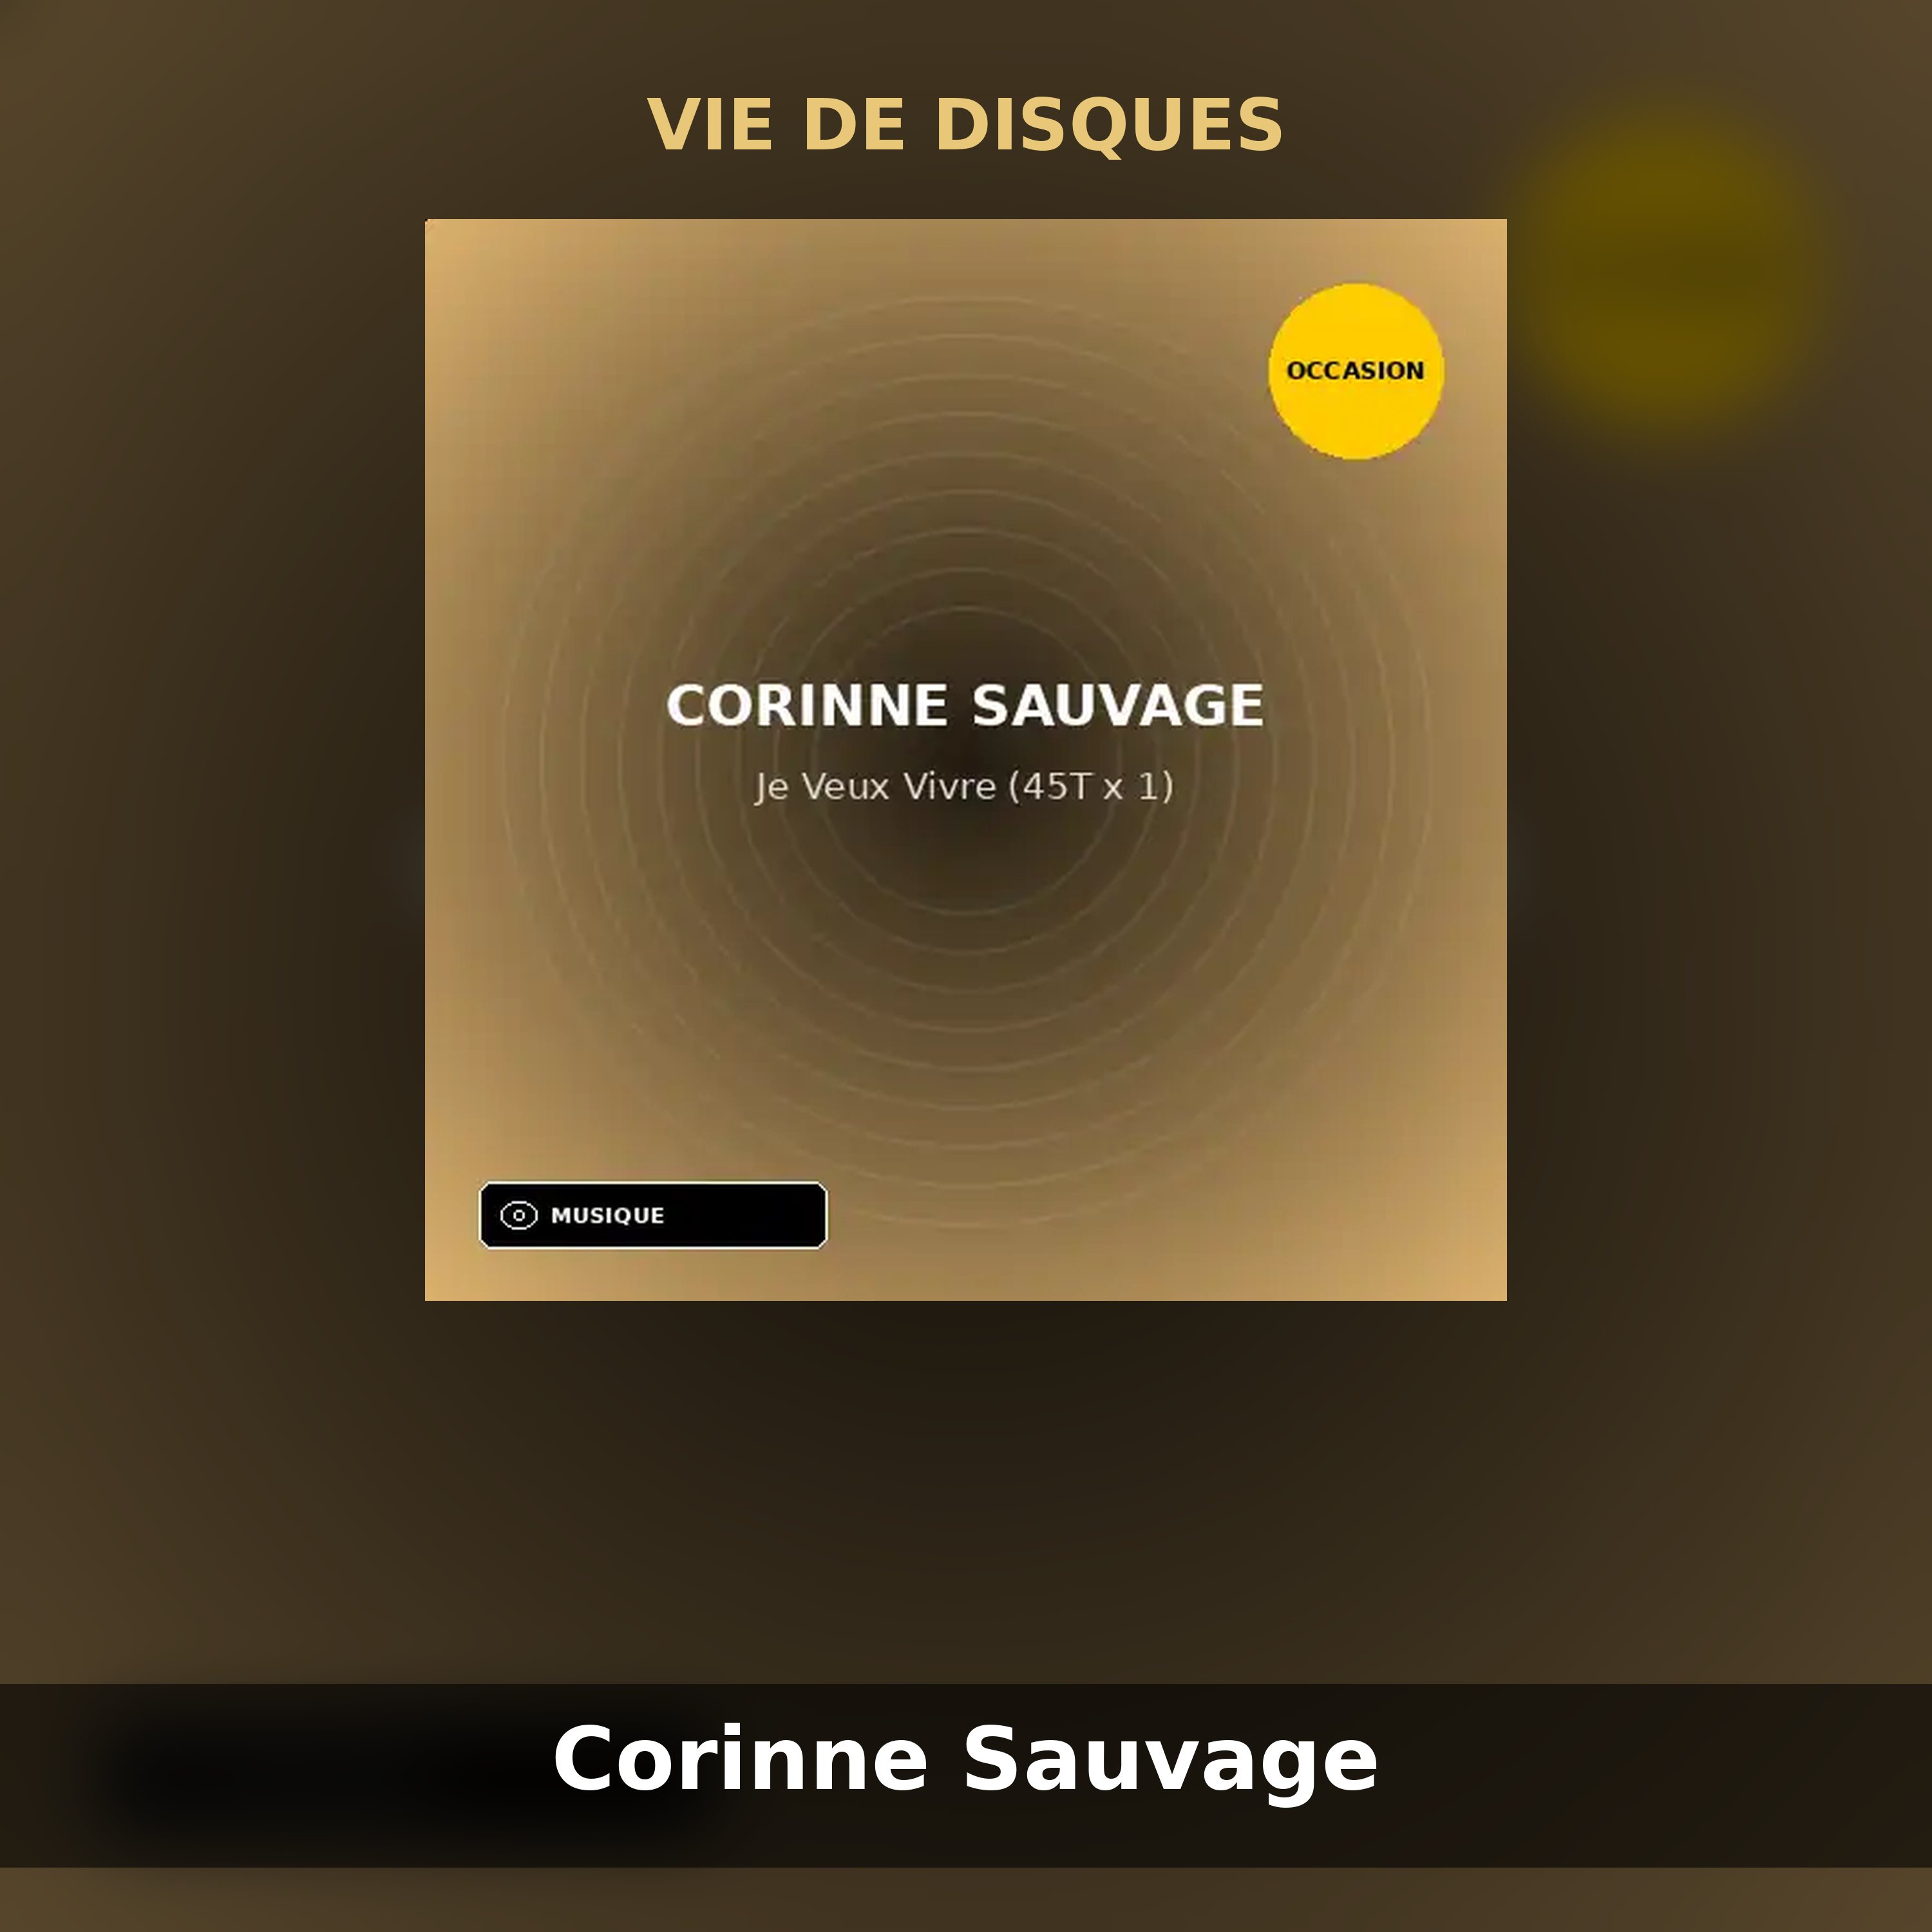 VIE DE DISQUES
OCCASION
CORINNE SAUVAGE
Je Veux Vivre (45T x 1)
MUSIQUE
Corinne Sauvage